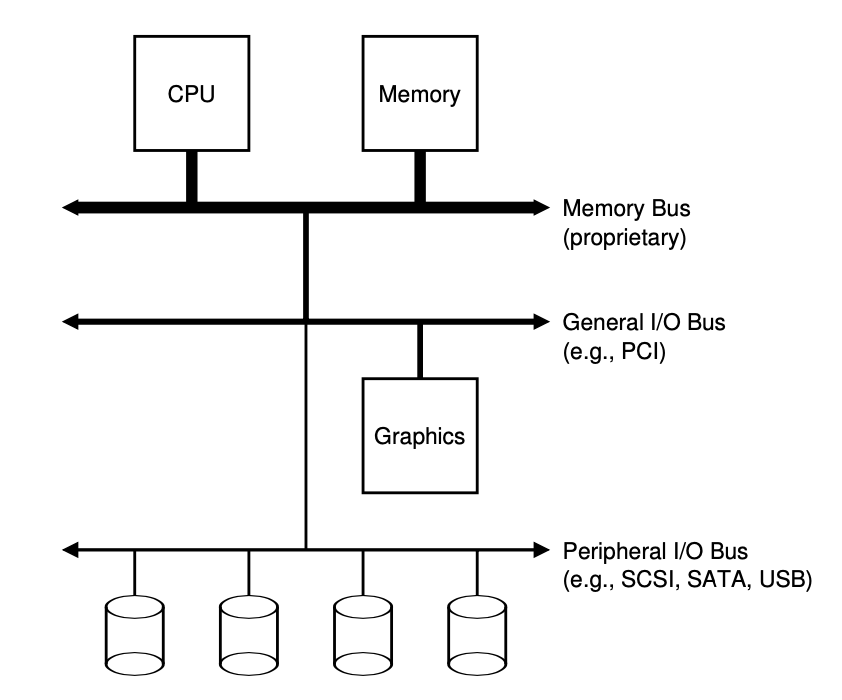 CPU
Memory
Memory Bus
(proprietary)
General I/O Bus
(e.g., PCI)
Graphics
Peripheral I/O Bus
(e.g., SCSI, SATA, USB)